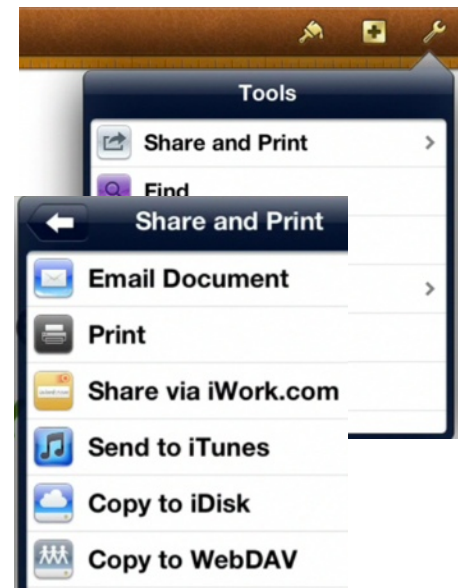 Tools
Share and Print
Find
Share and Print
Email Document
Print
Share via iWork.com
Send to iTunes
Copy to iDisk
Copy to WebDAV